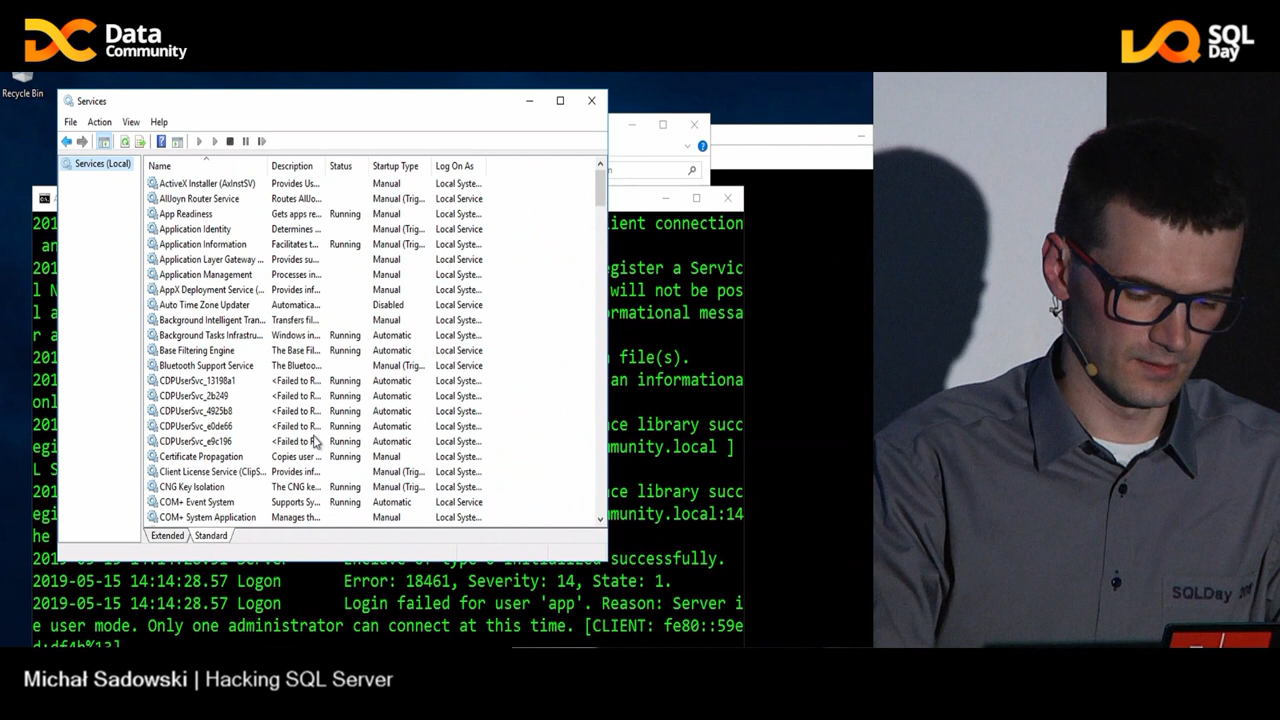 Data
Community
SQL
Day
Recycle Bin
Services
File Action View Help
Services (Local)
Name Description Status Startup Type Log On As
ActiveX Installer (AxInstSV) Provides Us... Manual Local Syste...
AllJoyn Router Service Routes AllJo... Manual (Trig... Local Service
App Readiness Gets apps re... Running Manual Local Syste...
Application Identity Determines ... Manual (Trig... Local Service
Application Information Facilitates t... Running Manual (Trig... Local Syste...
Application Layer Gateway ... Provides su... Manual Local Service
Application Management Processes in... Manual Local Syste...
AppX Deployment Service (... Provides inf... Manual Local Syste...
Auto Time Zone Updater Automatica... Disabled Local Service
Background Intelligent Tran... Transfers fil... Manual Local Syste...
Background Tasks Infrastru... Windows in... Running Automatic Local Syste...
Base Filtering Engine The Base Fil... Running Automatic Local Service
Bluetooth Support Service The Bluetoo... Manual (Trig... Local Service
CDPUserSvc_13198a1 <Failed to R... Running Automatic Local Syste...
CDPUserSvc_2b249 <Failed to R... Running Automatic Local Syste...
CDPUserSvc_4925b8 <Failed to R... Running Automatic Local Syste...
CDPUserSvc_e0de66 <Failed to R... Running Automatic Local Syste...
CDPUserSvc_e9c196 <Failed to R... Running Automatic Local Syste...
Certificate Propagation Copies user ... Running Manual Local Syste...
Client License Service (ClipS... Provides inf... Manual (Trig... Local Syste...
CNG Key Isolation The CNG ke... Running Manual (Trig... Local Syste...
COM+ Event System Supports Sy... Running Automatic Local Service
COM+ System Application Manages th... Manual Local Syste...
Extended Standard
lient connection
egister a Servic
will not be pos
ormational messa
file(s).
an informational
ce library succ
mmunity.local ]
ce library succ
mmunity.local:14
successfully.
2019-05-15 14:14:28.57 Logon Error: 18461, Severity: 14, State: 1.
2019-05-15 14:14:28.57 Logon Login failed for user 'app'. Reason: Server i
e user mode. Only one administrator can connect at this time. [CLIENT: fe80::59e
d:df4b%13]
SQLDay
Michał Sadowski | Hacking SQL Server